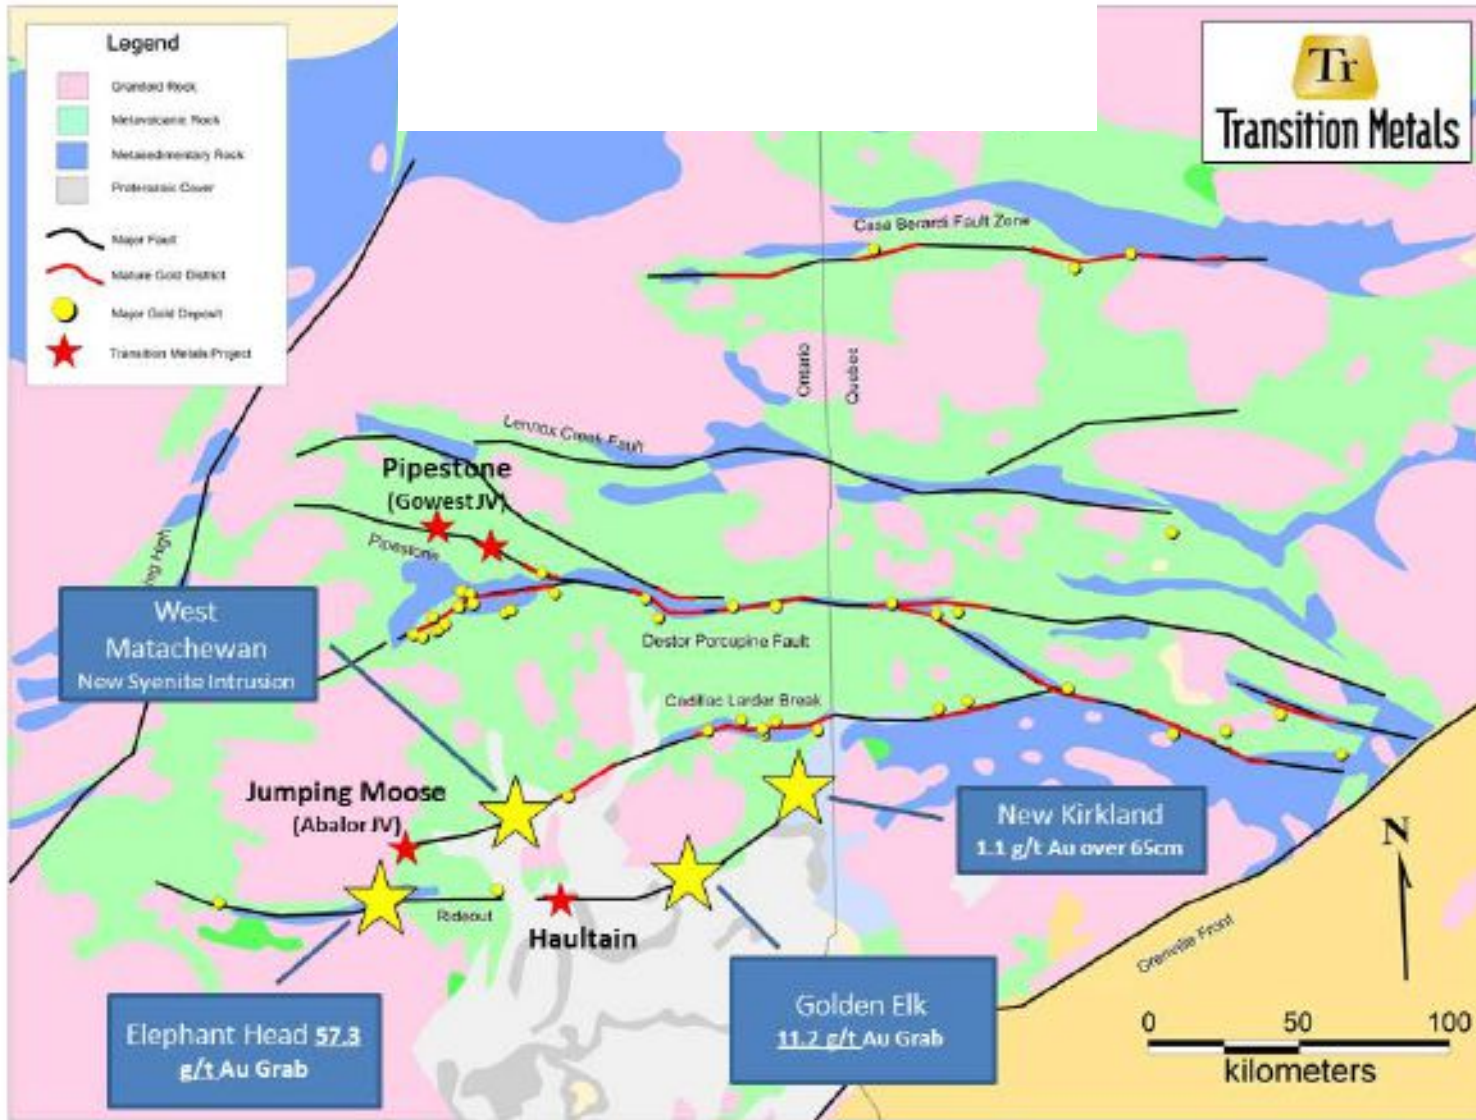 Legend
Granitoid Rock
Metavolcanic Rock
Metasedimentary Rock
Proterozoic Cover
Major Fault
Mature Gold District
Major Gold Deposit
Transition Metals Project
Tr
Transition Metals
Casa Berardi Fault Zone
Ontario
Quebec
Lennox Creek Fault
Pipestone
(Gowest JV)
Pipestone
ing High
West
Matachewan
New Syenite Intrusion
Destor Porcupine Fault
Cadillac Larder Break
Jumping Moose
(Abalor JV)
New Kirkland
1.1 g/t Au over 65cm
N
Rideout
Haultain
Grenville Front
Elephant Head 57.3
g/t Au Grab
Golden Elk
11.2 g/t Au Grab
0 50 100
kilometers